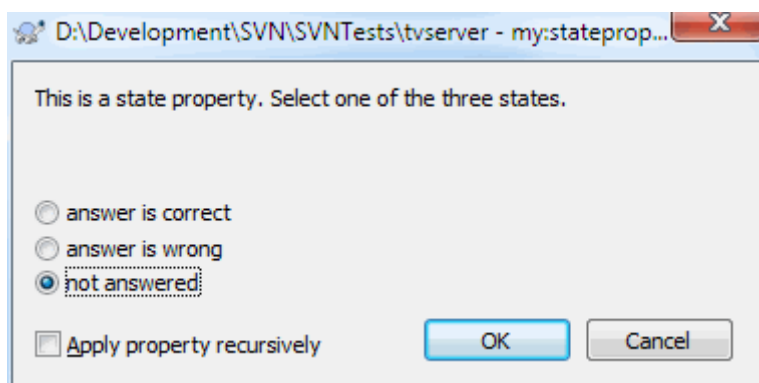 D:\Development\SVN\SVNTests\tvserver - my:stateprop...
This is a state property. Select one of the three states.
answer is correct
answer is wrong
not answered
Apply property recursively
OK
Cancel